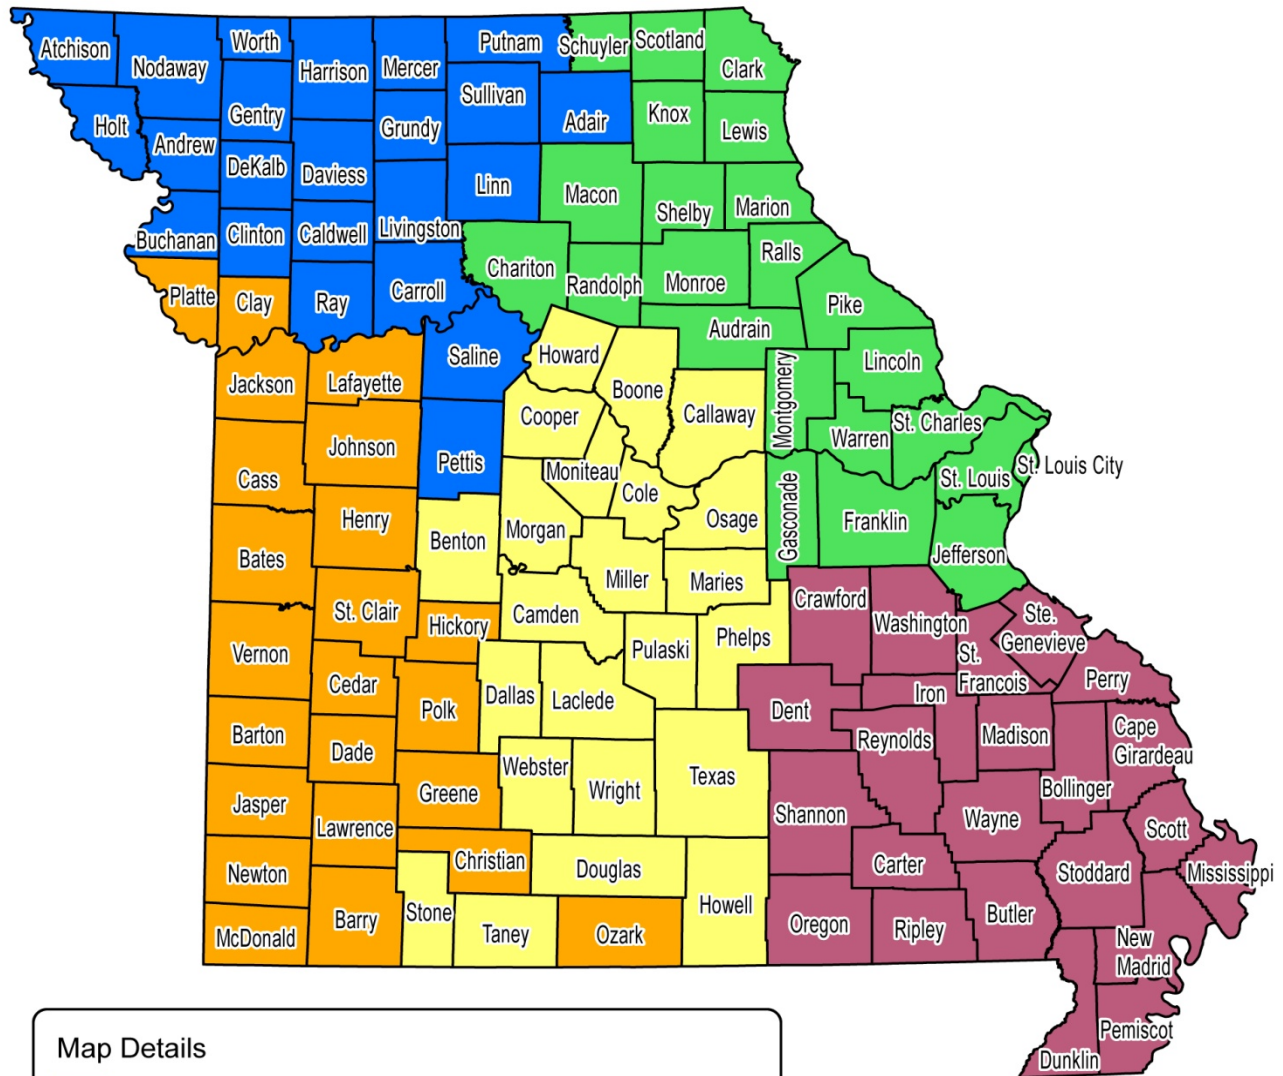 Atchison
Nodaway
Worth
Harrison
Mercer
Putnam
Schuyler
Scotland
Clark
Holt
Andrew
Gentry
Grundy
Sullivan
Adair
Knox
Lewis
DeKalb
Daviess
Linn
Macon
Shelby
Marion
Buchanan
Clinton
Caldwell
Livingston
Chariton
Randolph
Monroe
Ralls
Platte
Clay
Ray
Carroll
Pike
Audrain
Saline
Howard
Boone
Callaway
Montgomery
Lincoln
Jackson
Lafayette
Cooper
Warren
St. Charles
Johnson
Pettis
Moniteau
Cole
St. Louis
St. Louis City
Cass
Henry
Benton
Morgan
Osage
Gasconade
Franklin
Jefferson
Bates
Miller
Maries
St. Clair
Hickory
Camden
Pulaski
Phelps
Crawford
Washington
Ste.
Genevieve
Vernon
Cedar
Polk
Dallas
Laclede
St.
Francois
Perry
Dent
Iron
Barton
Dade
Reynolds
Madison
Cape
Girardeau
Webster
Wright
Texas
Bollinger
Jasper
Greene
Lawrence
Shannon
Wayne
Scott
Newton
Christian
Douglas
Carter
Stoddard
Mississippi
McDonald
Barry
Stone
Taney
Ozark
Howell
Oregon
Ripley
Butler
New
Madrid
Pemiscot
Dunklin
Map Details